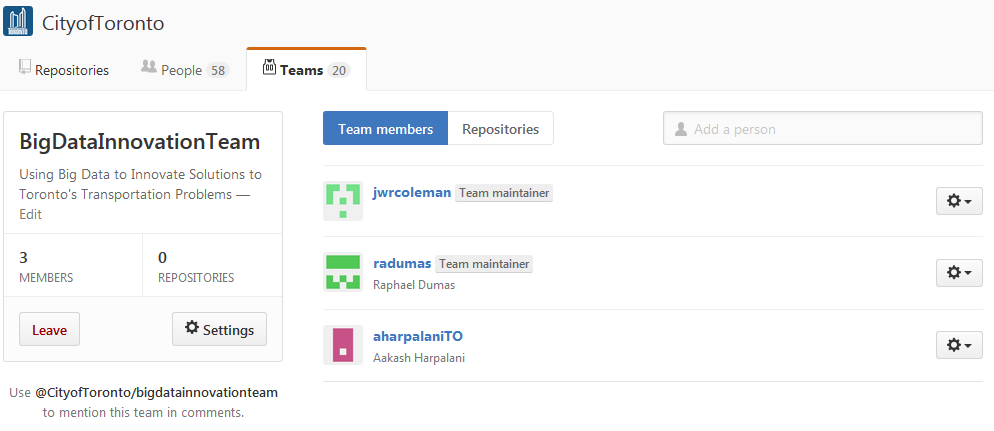 TORONTO
CityofToronto
Repositories
People 58
Teams 20
BigDataInnovationTeam
Using Big Data to Innovate Solutions to
Toronto's Transportation Problems —
Edit
3
MEMBERS
0
REPOSITORIES
Leave
Settings
Use @CityofToronto/bigdatainnovationteam
to mention this team in comments.
Team members
Repositories
Add a person
jwrcoleman Team maintainer
radumas Team maintainer
Raphael Dumas
aharpalaniTO
Aakash Harpalani